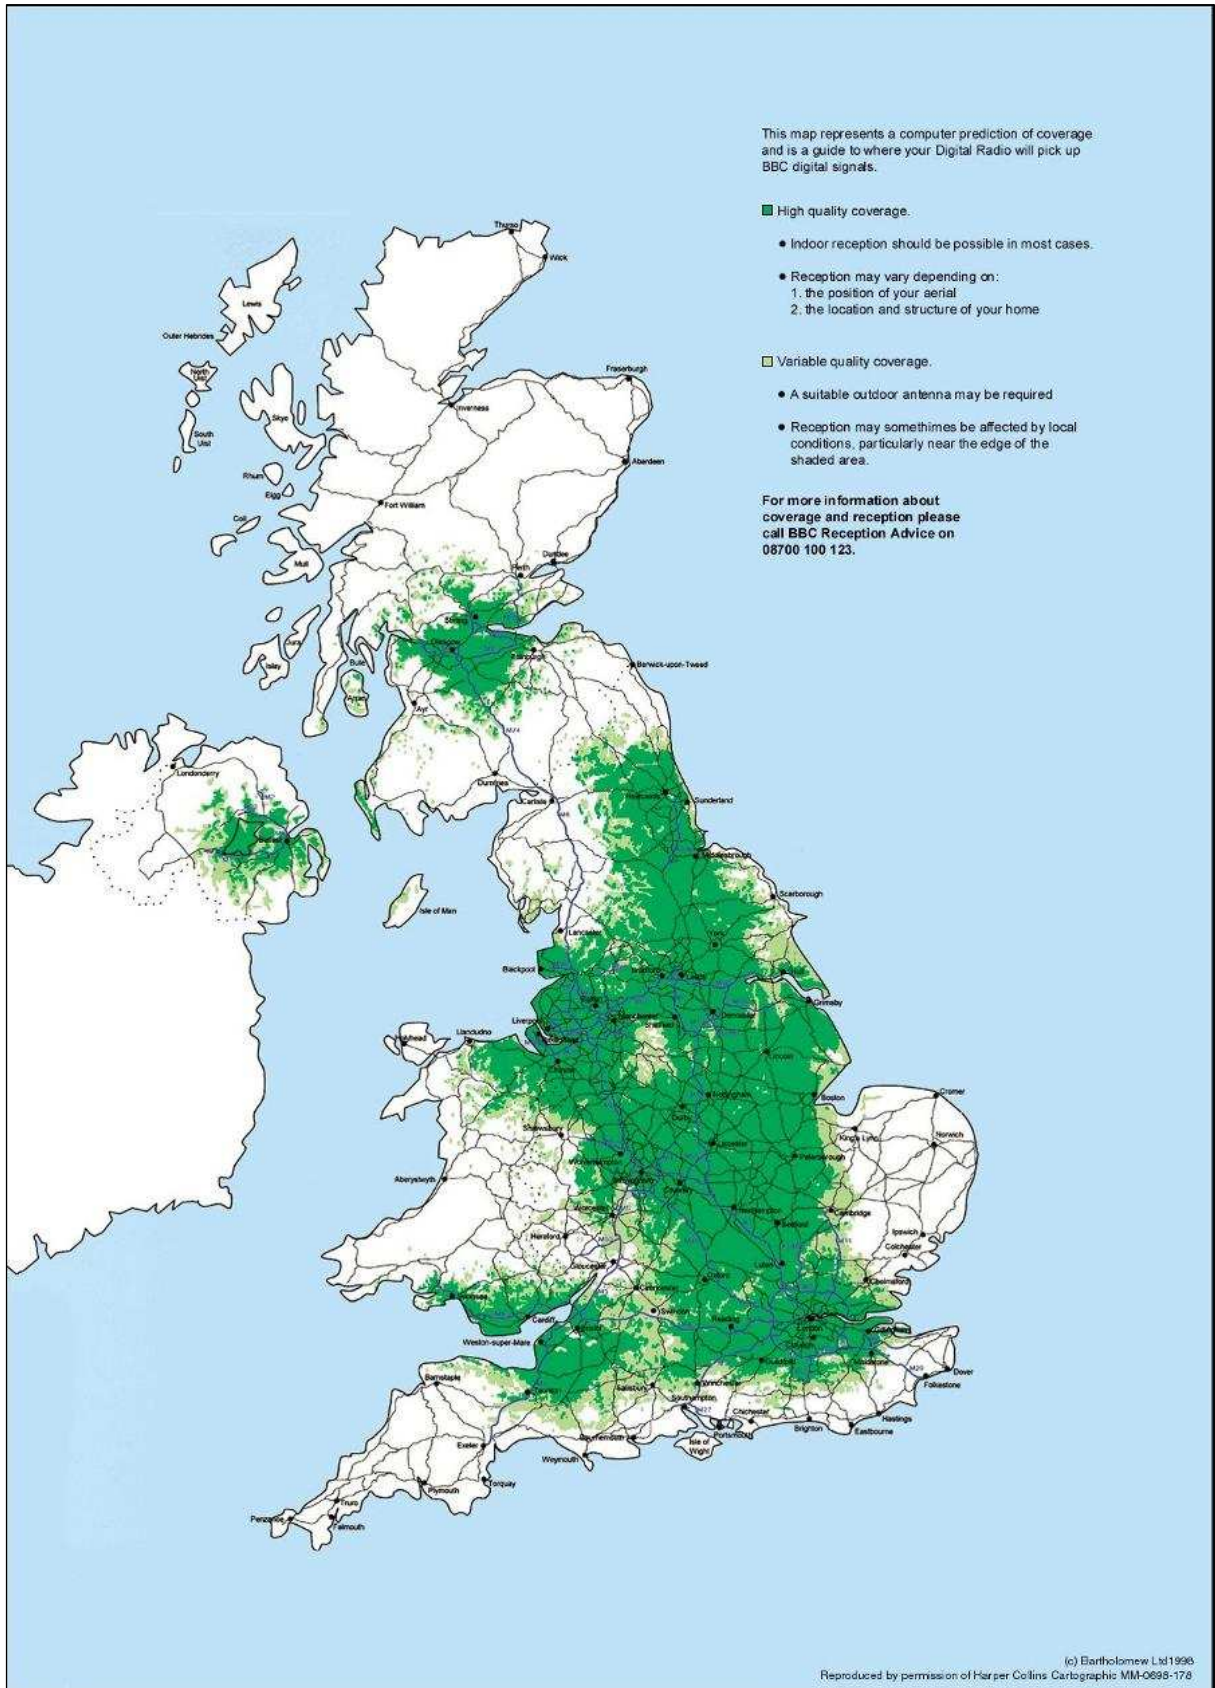 This map represents a computer prediction of coverage
and is a guide to where your Digital Radio will pick up
BBC digital signals.
High quality coverage.
• Indoor reception should be possible in most cases.
• Reception may vary depending on:
1. the position of your aerial
2. the location and structure of your home
Variable quality coverage.
• A suitable outdoor antenna may be required
• Reception may somethimes be affected by local
conditions, particularly near the edge of the
shaded area.
For more information about
coverage and reception please
call BBC Reception Advice on
08700 100 123.
Thurso
Wick
Lewis
Outer Hebrides
North
Uist
Skye
South
Uist
Fraserburgh
Inverness
Aberdeen
Rhum
Eigg
Fort William
Coll
Mull
Dundee
Stirling
Glasgow
Edinburgh
Jura
Islay
Bute
Arran
Berwick-upon-Tweed
Ayr
M74
Londonderry
Dumfries
Carlisle
Newcastle
Sunderland
Belfast
Middlesbrough
Scarborough
Isle of Man
Lancaster
York
Blackpool
Bradford
Leeds
Hull
Grimsby
Bolton
Liverpool
Manchester
Sheffield
Doncaster
Holyhead
Llandudno
Chester
Lincoln
Nottingham
Derby
Boston
Cromer
Shrewsbury
King's Lynn
Norwich
Leicester
Peterborough
Wolverhampton
Birmingham
Coventry
Aberystwyth
Worcester
Northampton
Cambridge
Bedford
Hereford
Ipswich
Colchester
Gloucester
Luton
Chelmsford
Oxford
Cirencester
Swansea
Swindon
Cardiff
Bristol
Reading
London
Croydon
Weston-super-Mare
Guildford
Maidstone
M20
Dover
Folkestone
Barnstaple
Taunton
Salisbury
Winchester
Southampton
M27
Chichester
Portsmouth
Brighton
Hastings
Eastbourne
Bournemouth
Isle of
Wight
Exeter
Weymouth
Torquay
Plymouth
Truro
Falmouth
Penzance
(c) Bartholomew Ltd1998
Reproduced by permission of Harper Collins Cartographic MM-0698-178